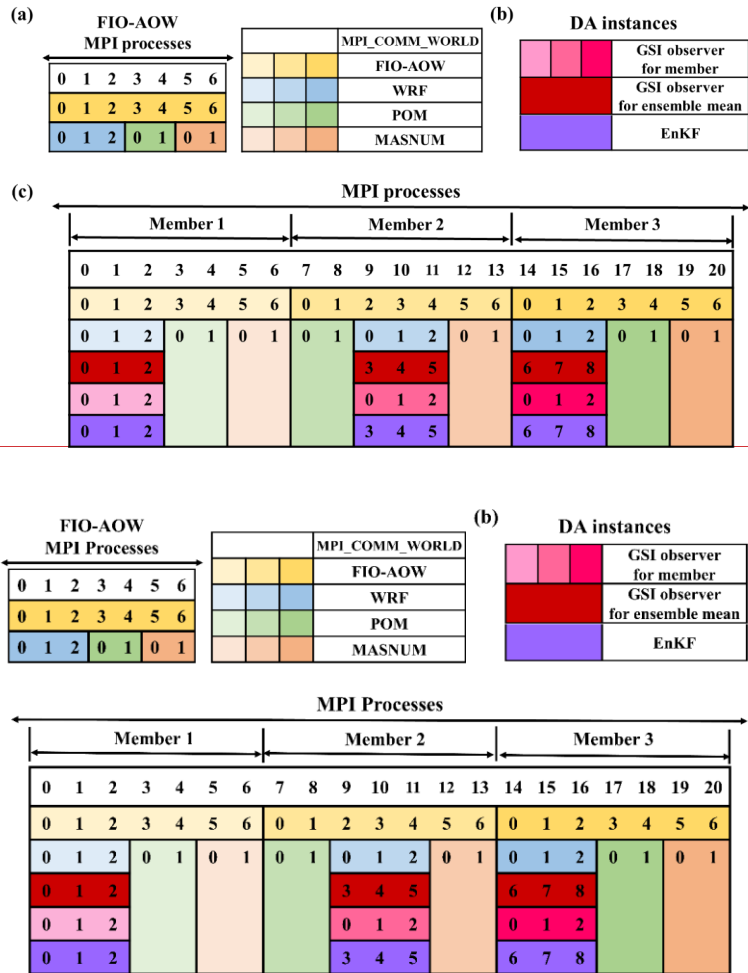 (a)
FIO-AOW
MPI processes
0 1 2 3 4 5 6
0 1 2 3 4 5 6
0 1 2 0 1 0 1
MPI_COMM_WORLD
FIO-AOW
WRF
POM
MASNUM
(b)
DA instances
GSI observer
for member
GSI observer
for ensemble mean
EnKF
(c)
MPI processes
Member 1 Member 2 Member 3
0 1 2 3 4 5 6 7 8 9 10 11 12 13 14 15 16 17 18 19 20
0 1 2 3 4 5 6 0 1 2 3 4 5 6 0 1 2 3 4 5 6
0 1 2 0 1 0 1 0 1 0 1 2 0 1 0 1 2 0 1 0 1
0 1 2 3 4 5 6 7 8
0 1 2 0 1 2 0 1 2
0 1 2 3 4 5 6 7 8
FIO-AOW
MPI Processes
0 1 2 3 4 5 6
0 1 2 3 4 5 6
0 1 2 0 1 0 1
MPI_COMM_WORLD
FIO-AOW
WRF
POM
MASNUM
(b)
DA instances
GSI observer
for member
GSI observer
for ensemble mean
EnKF
MPI Processes
Member 1 Member 2 Member 3
0 1 2 3 4 5 6 7 8 9 10 11 12 13 14 15 16 17 18 19 20
0 1 2 3 4 5 6 0 1 2 3 4 5 6 0 1 2 3 4 5 6
0 1 2 0 1 0 1 0 1 0 1 2 0 1 0 1 2 0 1 0 1
0 1 2 3 4 5 6 7 8
0 1 2 0 1 2 0 1 2
0 1 2 3 4 5 6 7 8